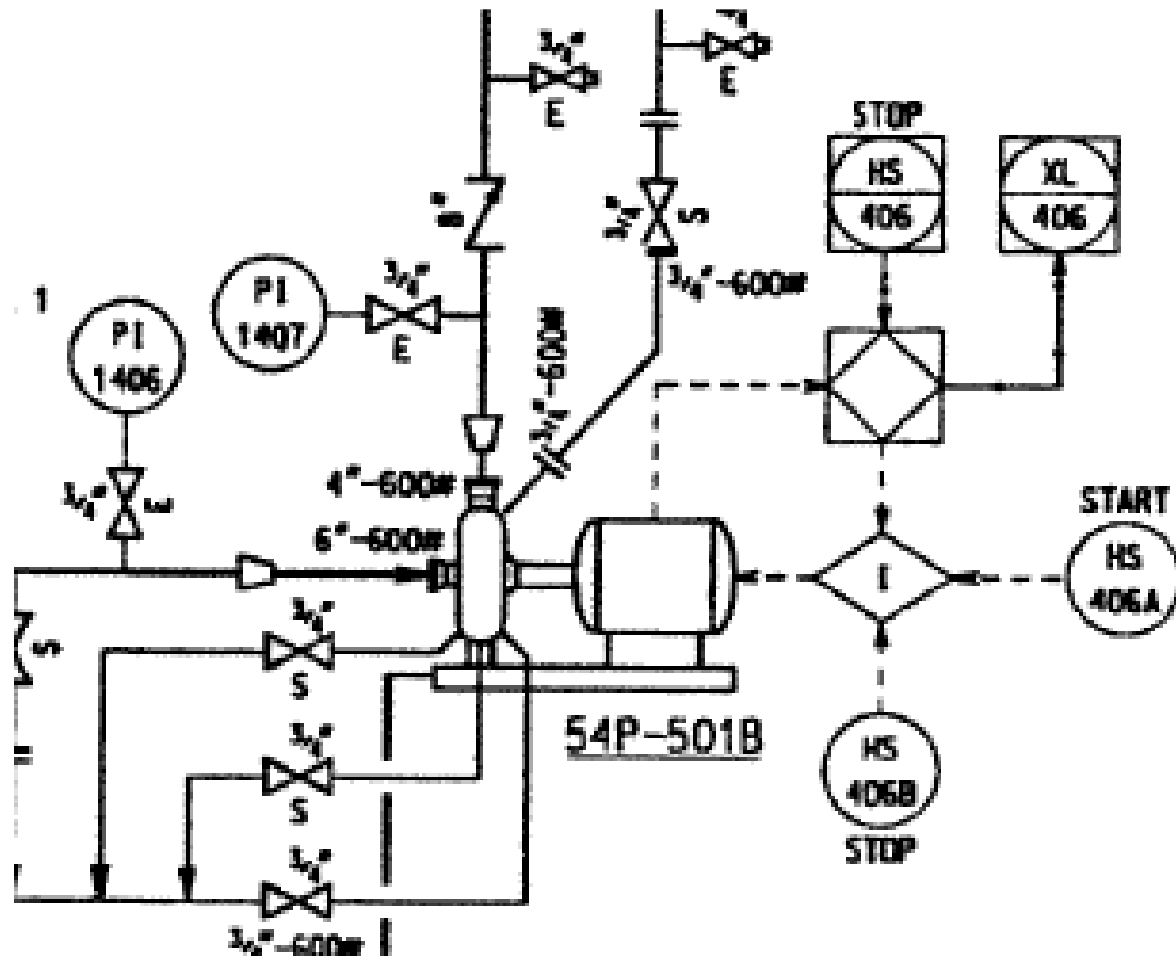 3/4"
E
E
STOP
HS
406
XL
406
8"
3/4"
S
3/4"-600#
PI
1407
3/4"
E
1
PI
1406
3/4"
E
3/4"-600#
4"-600#
6"-600#
START
HS
406A
I
S
3/4"
S
54P-501B
3/4"
S
HS
406B
STOP
3/4"
3/4"-600#